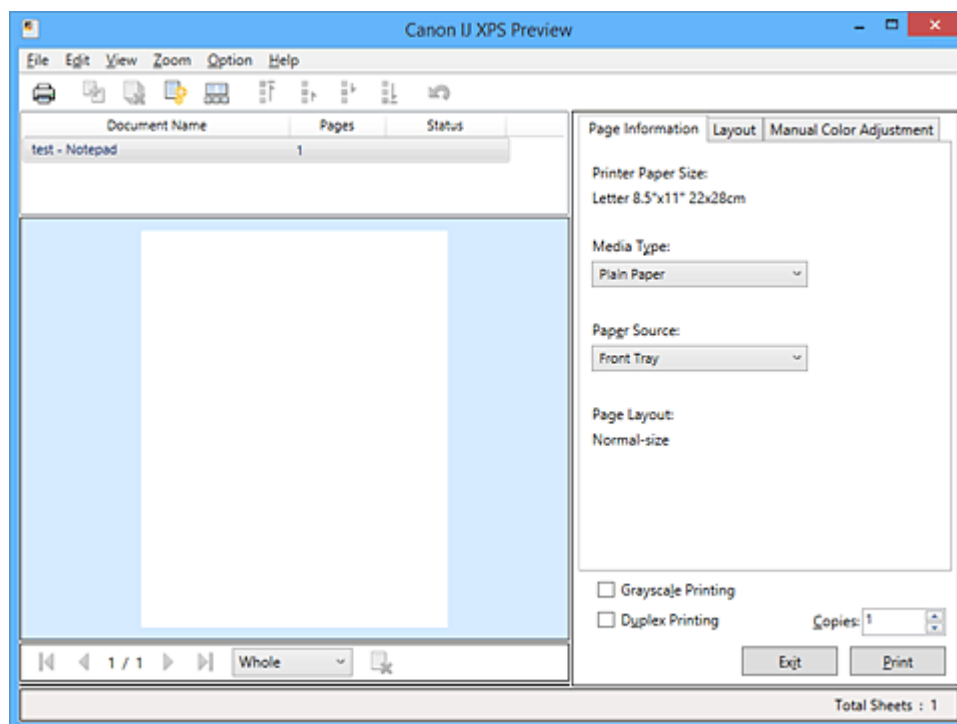 Canon IJ XPS Preview
File Edit View Zoom Option Help
Document Name Pages Status
test - Notepad 1
Page Information Layout Manual Color Adjustment
Printer Paper Size:
Letter 8.5"x11" 22x28cm
Media Type:
Plain Paper
Paper Source:
Front Tray
Page Layout:
Normal-size
Grayscale Printing
Duplex Printing Copies: 1
1 / 1 Whole Exit Print
Total Sheets : 1